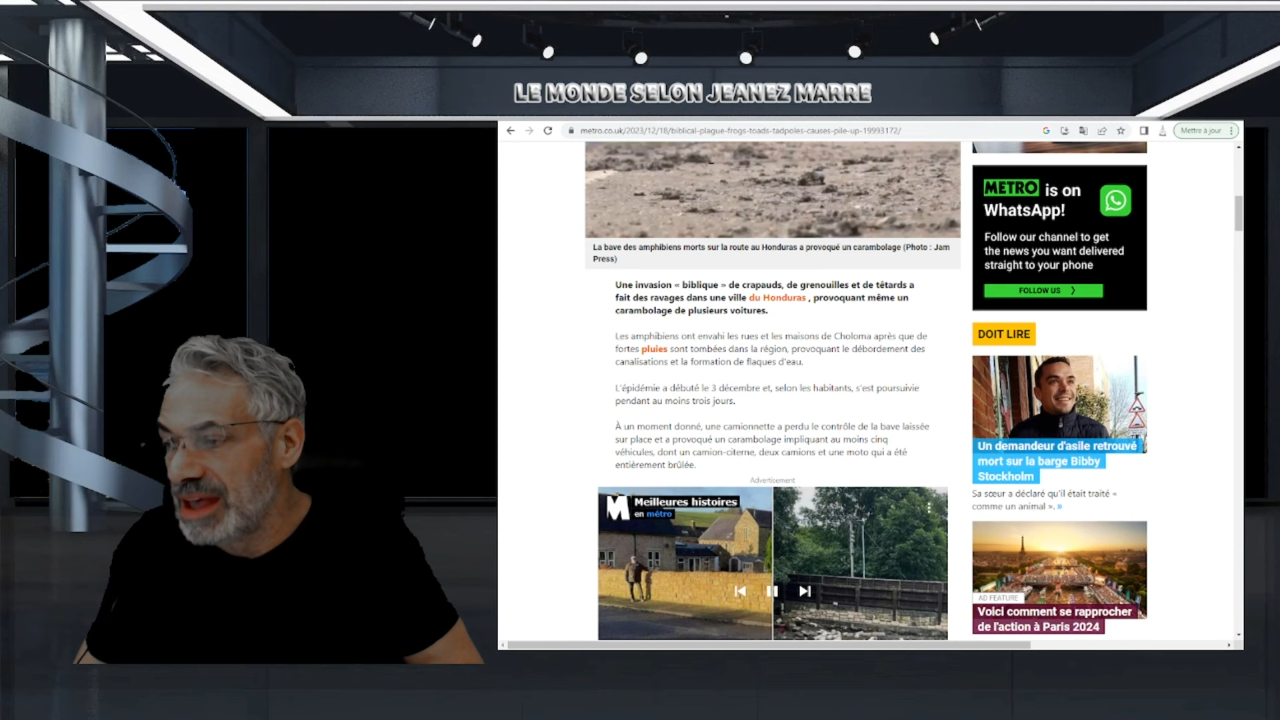 LE MONDE SELON JEANEZ MARRE
metro.co.uk/2023/12/18/biblical-plague-frogs-toads-tadpoles-causes-pile-up-19993172/
Mettre à jour
La bave des amphibiens morts sur la route au Honduras a provoqué un carambolage (Photo : Jam
Press)
Une invasion « biblique » de crapauds, de grenouilles et de têtards a
fait des ravages dans une ville du Honduras , provoquant même un
carambolage de plusieurs voitures.
Les amphibiens ont envahi les rues et les maisons de Choloma après que de
fortes pluies sont tombées dans la région, provoquant le débordement des
canalisations et la formation de flaques d'eau.
L'épidémie a débuté le 3 décembre et, selon les habitants, s'est poursuivie
pendant au moins trois jours.
À un moment donné, une camionnette a perdu le contrôle de la bave laissée
sur place et a provoqué un carambolage impliquant au moins cinq
véhicules, dont un camion-citerne, deux camions et une moto qui a été
entièrement brûlée.
Advertisement
M Meilleures histoires
en métro
METRO is on
WhatsApp!
Follow our channel to get
the news you want delivered
straight to your phone
FOLLOW US
DOIT LIRE
Un demandeur d'asile retrouvé
mort sur la barge Bibby
Stockholm
Sa sœur a déclaré qu'il était traité «
comme un animal ». »
AD FEATURE
Voici comment se rapprocher
de l'action à Paris 2024